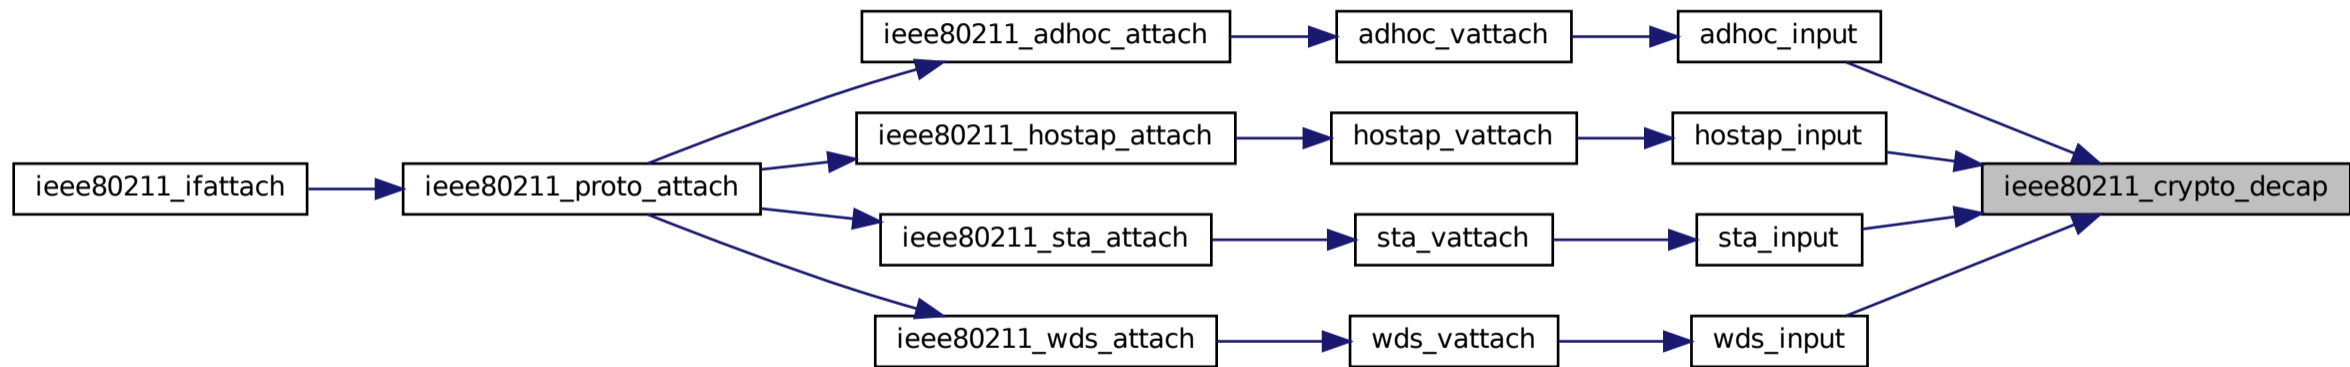 ieee80211_adhoc_attach
adhoc_vattach
adhoc_input
ieee80211_hostap_attach
hostap_vattach
hostap_input
ieee80211_ifattach
ieee80211_proto_attach
ieee80211_crypto_decap
ieee80211_sta_attach
sta_vattach
sta_input
ieee80211_wds_attach
wds_vattach
wds_input